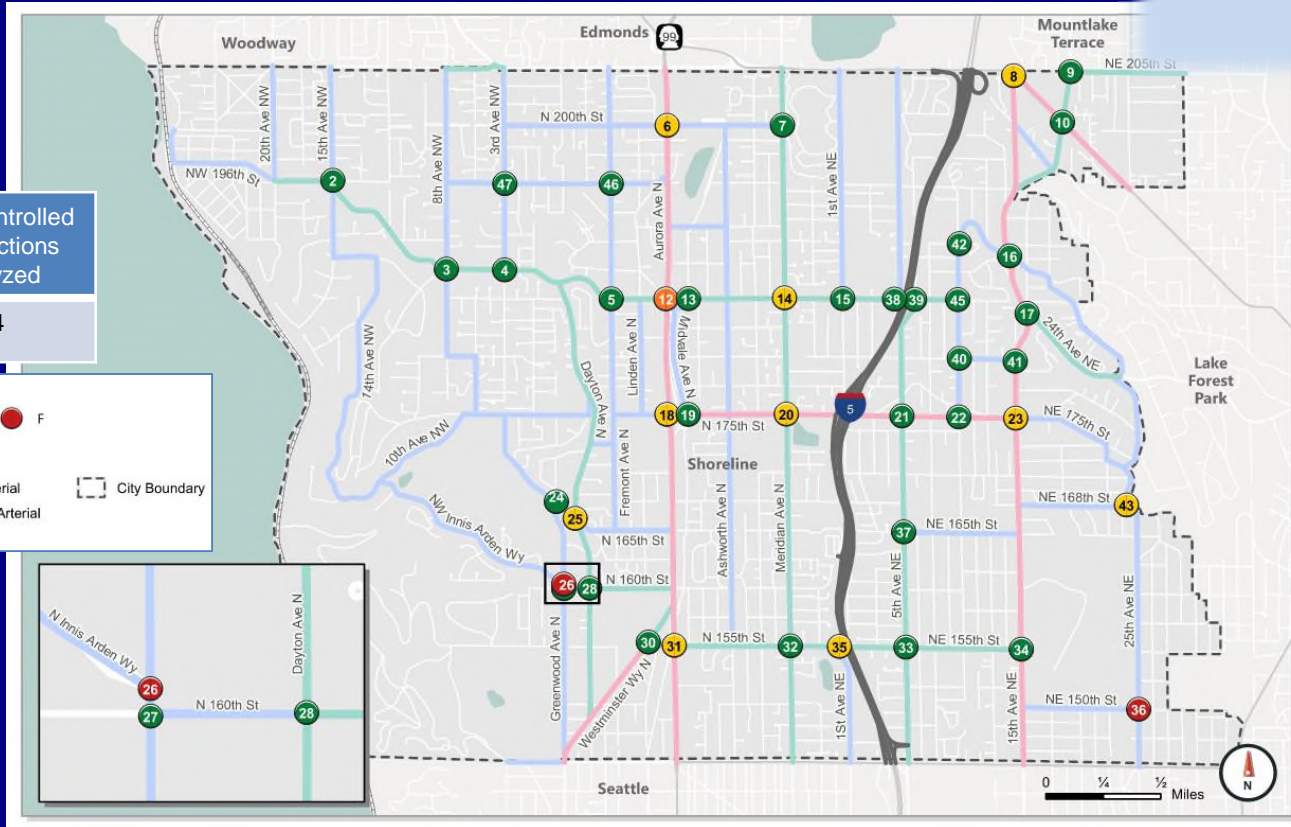 Woodway
Edmonds
99
Mountlake
Terrace
8
9
NE 205th St
20th Ave NW
15th Ave NW
8th Ave NW
3rd Ave NW
N 200th St
6
7
10
1st Ave NE
NW 196th St
2
47
46
Aurora Ave N
3
4
42
16
5
12
13
14
15
38
39
45
17
24th Ave NE
14th Ave NW
Dayton Ave N
Linden Ave N
Midvale Ave N
40
41
Lake
Forest
Park
10th Ave NW
Fremont Ave N
18
19
N 175th St
20
5
21
22
23
NE 175th St
Shoreline
24
25
NW Innis Arden Wy
N 165th St
Ashworth Ave N
Meridian Ave N
37
NE 165th St
NE 168th St
43
26
28
N 160th St
5th Ave NE
25th Ave NE
30
31
N 155th St
32
35
33
NE 155th St
34
Greenwood Ave N
Westminster Wy N
1St Ave NE
15th Ave NE
NE 150th St
36
Seattle
0 ¼ ½ Miles
N
ntrolled
ctions
yzed
4
F
erial
Arterial
City Boundary
N Innis Arden Wy
Dayton Ave N
26
27
N 160th St
28